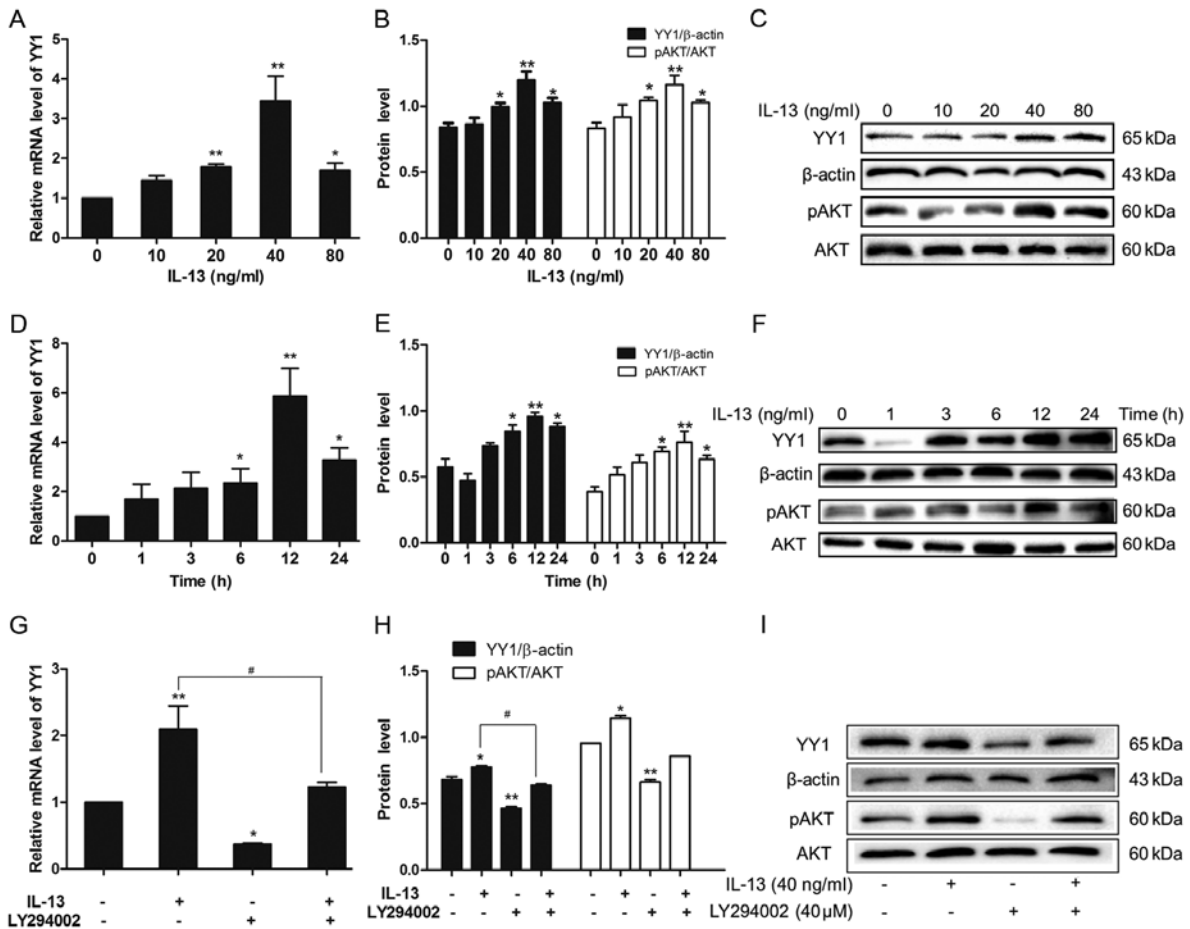 A
Relative mRNA level of YY1
5
4
3
2
1
0
**
**
*
0 10 20 40 80
IL-13 (ng/ml)
B
YY1/β-actin
pAKT/AKT
Protein level
1.5
1.0
0.5
0.0
* ** * * ** *
0 10 20 40 80 0 10 20 40 80
IL-13 (ng/ml)
C
IL-13 (ng/ml) 0 10 20 40 80
YY1 65 kDa
β-actin 43 kDa
pAKT 60 kDa
AKT 60 kDa
D
Relative mRNA level of YY1
8
6
4
2
0
*
**
*
0 1 3 6 12 24
Time (h)
E
YY1/β-actin
pAKT/AKT
Protein level
1.5
1.0
0.5
0.0
* ** * * ** *
0 1 3 6 12 24 0 1 3 6 12 24
Time (h)
F
IL-13 (ng/ml) 0 1 3 6 12 24 Time (h)
YY1 65 kDa
β-actin 43 kDa
pAKT 60 kDa
AKT 60 kDa
G
Relative mRNA level of YY1
3
2
1
0
#
**
*
IL-13 - + - +
LY294002 - - + +
H
YY1/β-actin
pAKT/AKT
Protein level
1.5
1.0
0.5
0.0
#
* ** * **
IL-13 - + - + - + - +
LY294002 - - + + - - + +
I
YY1 65 kDa
β-actin 43 kDa
pAKT 60 kDa
AKT 60 kDa
IL-13 (40 ng/ml) - + - +
LY294002 (40 μM) - - + +